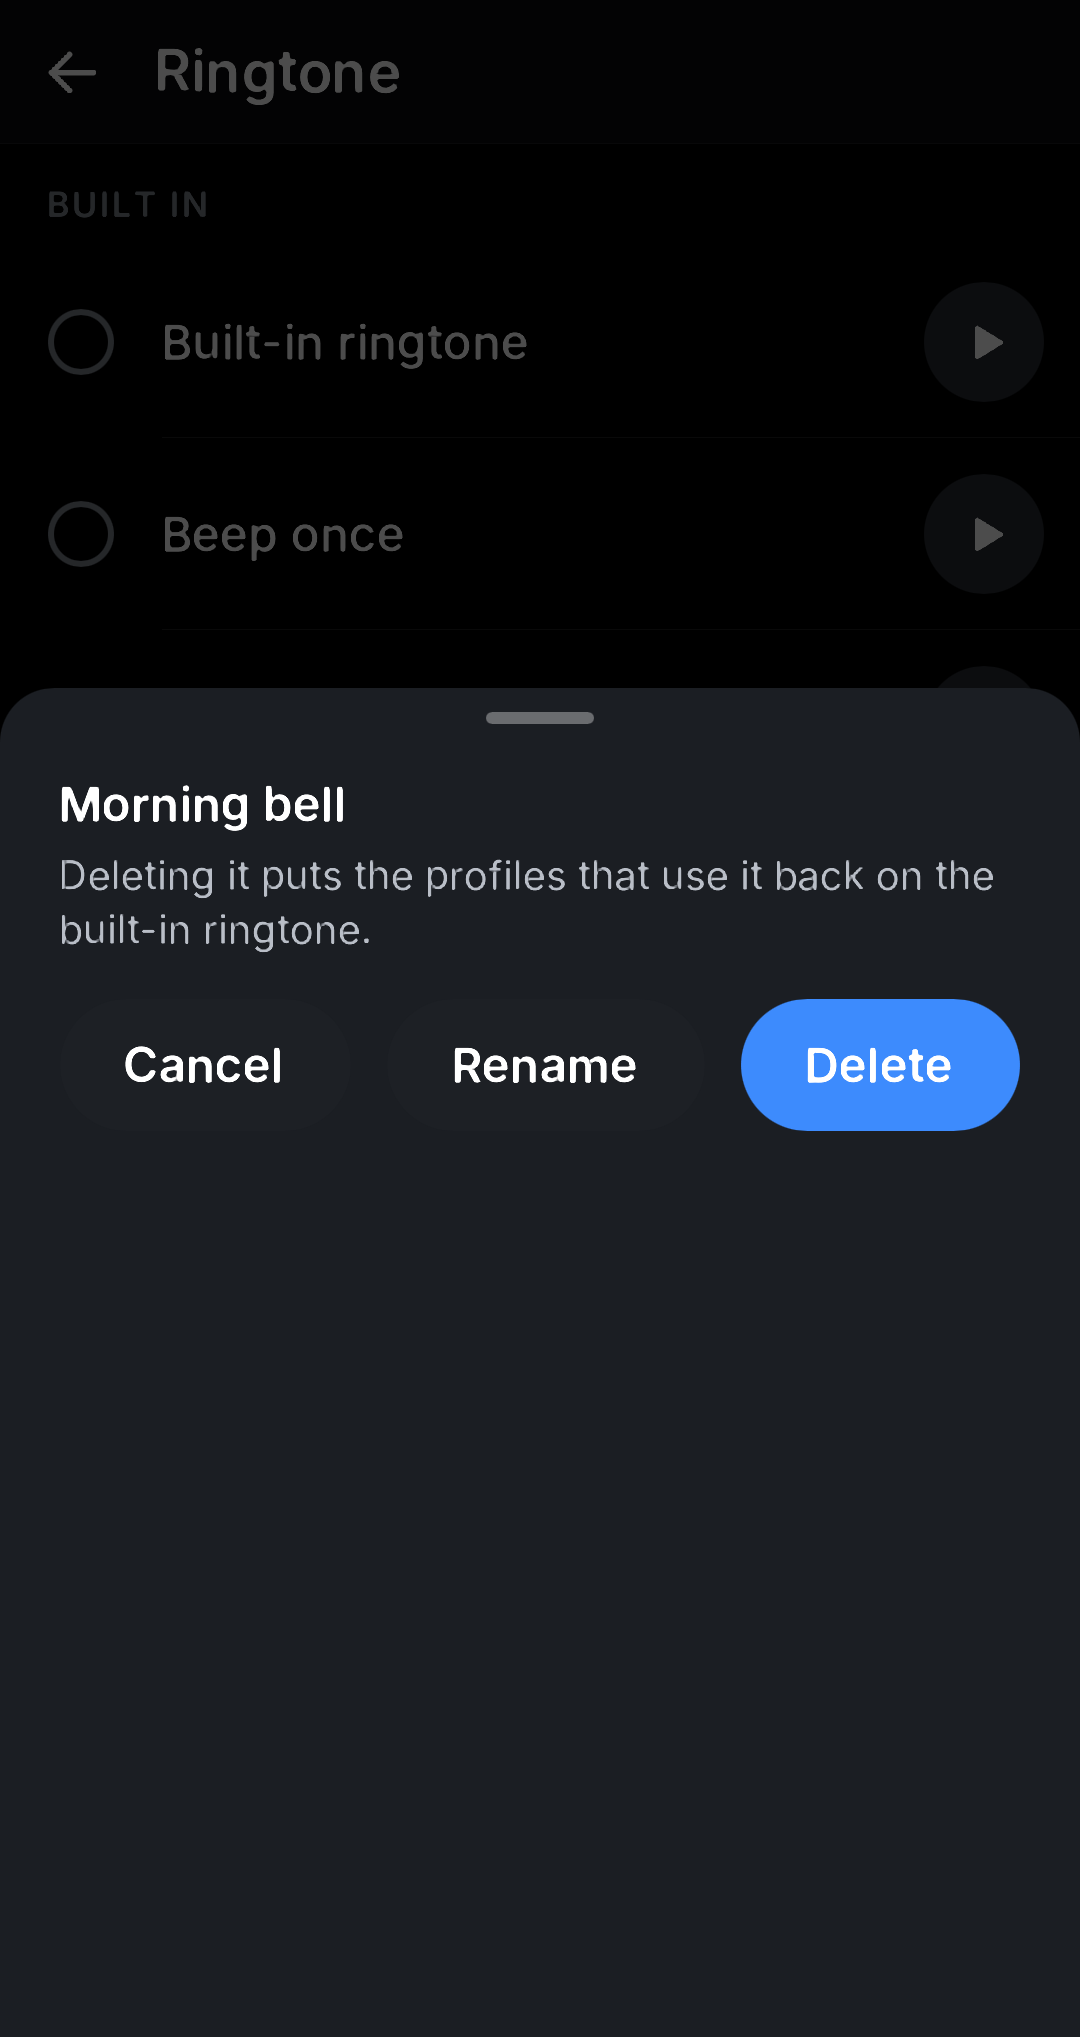 Ringtone
BUILT IN
Built-in ringtone
Beep once
Morning bell
Deleting it puts the profiles that use it back on the
built-in ringtone.
Cancel
Rename
Delete